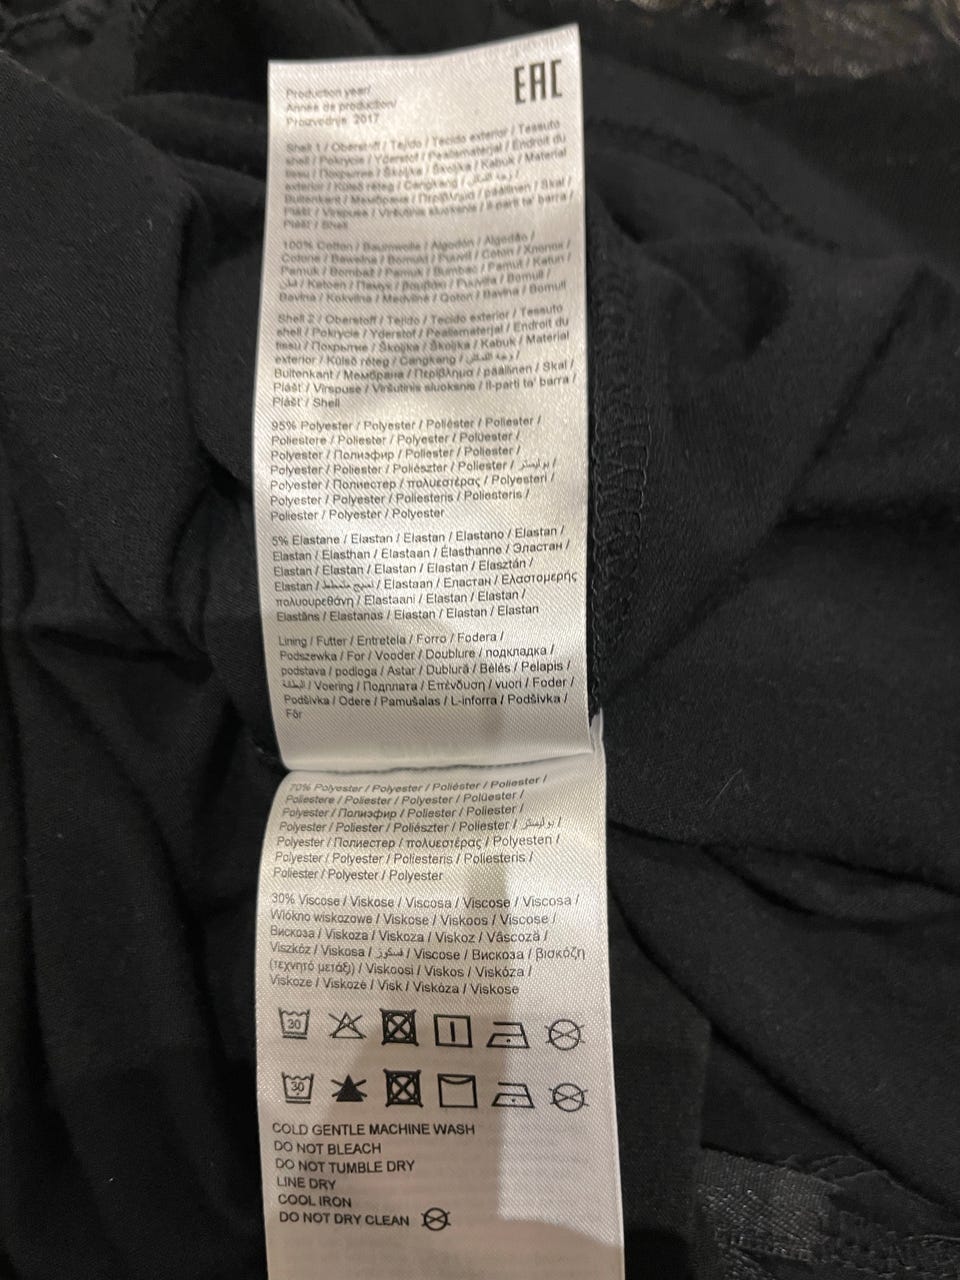 EAC
Production year/
Année de production/
Proizvedrije 2017
Shell 1 / Oberstoff / Tejido / Tecido exterior / Tessuto
shell / Pokrycie / Yderstof / Pealismaterjal / Endroit du
tissu / Покрытие / Školjka / Školjka / Kabuk / Material
exterior / Külső réteg / Cangkang /
Buitenkant / Мембрана / Περίβλημα / päällinen / Skal /
Plášť / Virspuse / Viršutinis sluoksnis / Il-parti ta' barra /
Plášť / Shell
100% Cotton / Baumwolle / Algodón / Algodão /
Cotone / Bawełna / Bomuld / Puuvill / Coton / Хлопок /
Pamuk / Bombaž / Pamuk / Bumbac / Pamut / Katun /
قطن / Katoen / Памук / βαμβάκι / Puuvilla / Bomull /
Bavlna / Kokvilna / Medvilnė / Qoton / Bavlna / Bomull
Shell 2 / Oberstoff / Tejido / Tecido exterior / Tessuto
shell / Pokrycie / Yderstof / Pealismaterjal / Endroit du
tissu / Покрытие / Školjka / Školjka / Kabuk / Material
exterior / Külső réteg / Cangkang /
Buitenkant / Мембрана / Περίβλημα / päällinen / Skal /
Plášť / Virspuse / Viršutinis sluoksnis / Il-parti ta' barra /
Plášť / Shell
95% Polyester / Polyester / Poliéster / Poliester /
Poliestere / Poliester / Polyester / Polüester /
Polyester / Полиэфир / Poliester / Poliester /
Polyester / Poliester / Poliészter / Poliester / بوليستر /
Polyester / Полиестер / πολυεστέρας / Polyesteri /
Polyester / Polyester / Poliesteris / Poliesteris /
Poliester / Polyester / Polyester
5% Elastane / Elastan / Elastan / Elastano / Elastan /
Elastan / Elasthan / Elastaan / Élasthanne / Эластан /
Elastan / Elastan / Elastan / Elastan / Elasztán /
Elastan / / Elastaan / Еластан / Ελαστομερής
πολυουρεθάνη / Elastaani / Elastan / Elastan /
Elastāns / Elastanas / Elastan / Elastan / Elastan
Lining / Futter / Entretela / Forro / Fodera /
Podszewka / For / Vooder / Doublure / подкладка /
podstava / podloga / Astar / Dublură / Bélés / Pelapis /
البطانة / Voering / Подплата / Επένδυση / vuori / Foder /
Podšívka / Odere / Pamušalas / L-inforra / Podšívka /
Fôr
70% Polyester / Polyester / Poliéster / Poliester /
Poliestere / Poliester / Polyester / Polüester /
Polyester / Полиэфир / Poliester / Poliester /
Polyester / Poliester / Poliészter / Poliester / بوليستر /
Polyester / Полиестер / πολυεστέρας / Polyesteri /
Polyester / Polyester / Poliesteris / Poliesteris /
Poliester / Polyester / Polyester
30% Viscose / Viskose / Viscosa / Viscose / Viscosa /
Włókno wiskozowe / Viskose / Viskoos / Viscose /
Вискоза / Viskoza / Viskoza / Viskoz / Vâscoză /
Viszkóz / Viskosa / فسكوز / Viscose / Вискоза / βισκόζη
(τεχνητό μετάξι) / Viskoosi / Viskos / Viskóza /
Viskoze / Viskozė / Visk / Viskóza / Viskose
30
30
COLD GENTLE MACHINE WASH
DO NOT BLEACH
DO NOT TUMBLE DRY
LINE DRY
COOL IRON
DO NOT DRY CLEAN